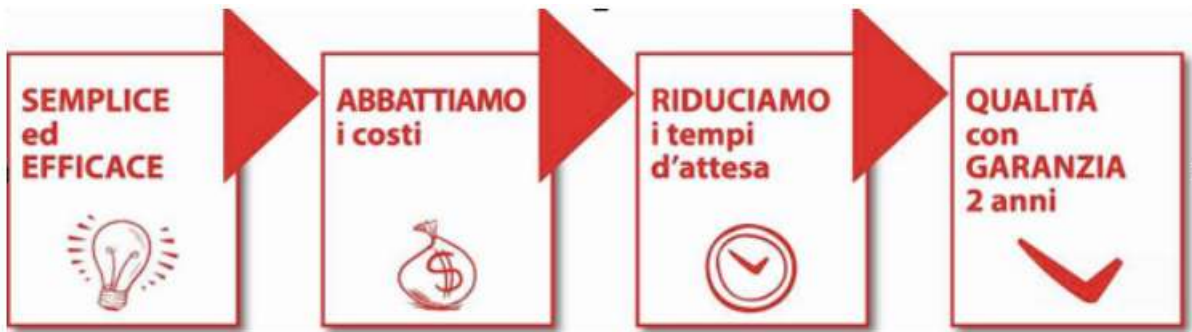 SEMPLICE
ed
EFFICACE
ABBATTIAMO
i costi
RIDUCIAMO
i tempi
d'attesa
QUALITÁ
con
GARANZIA
2 anni
$